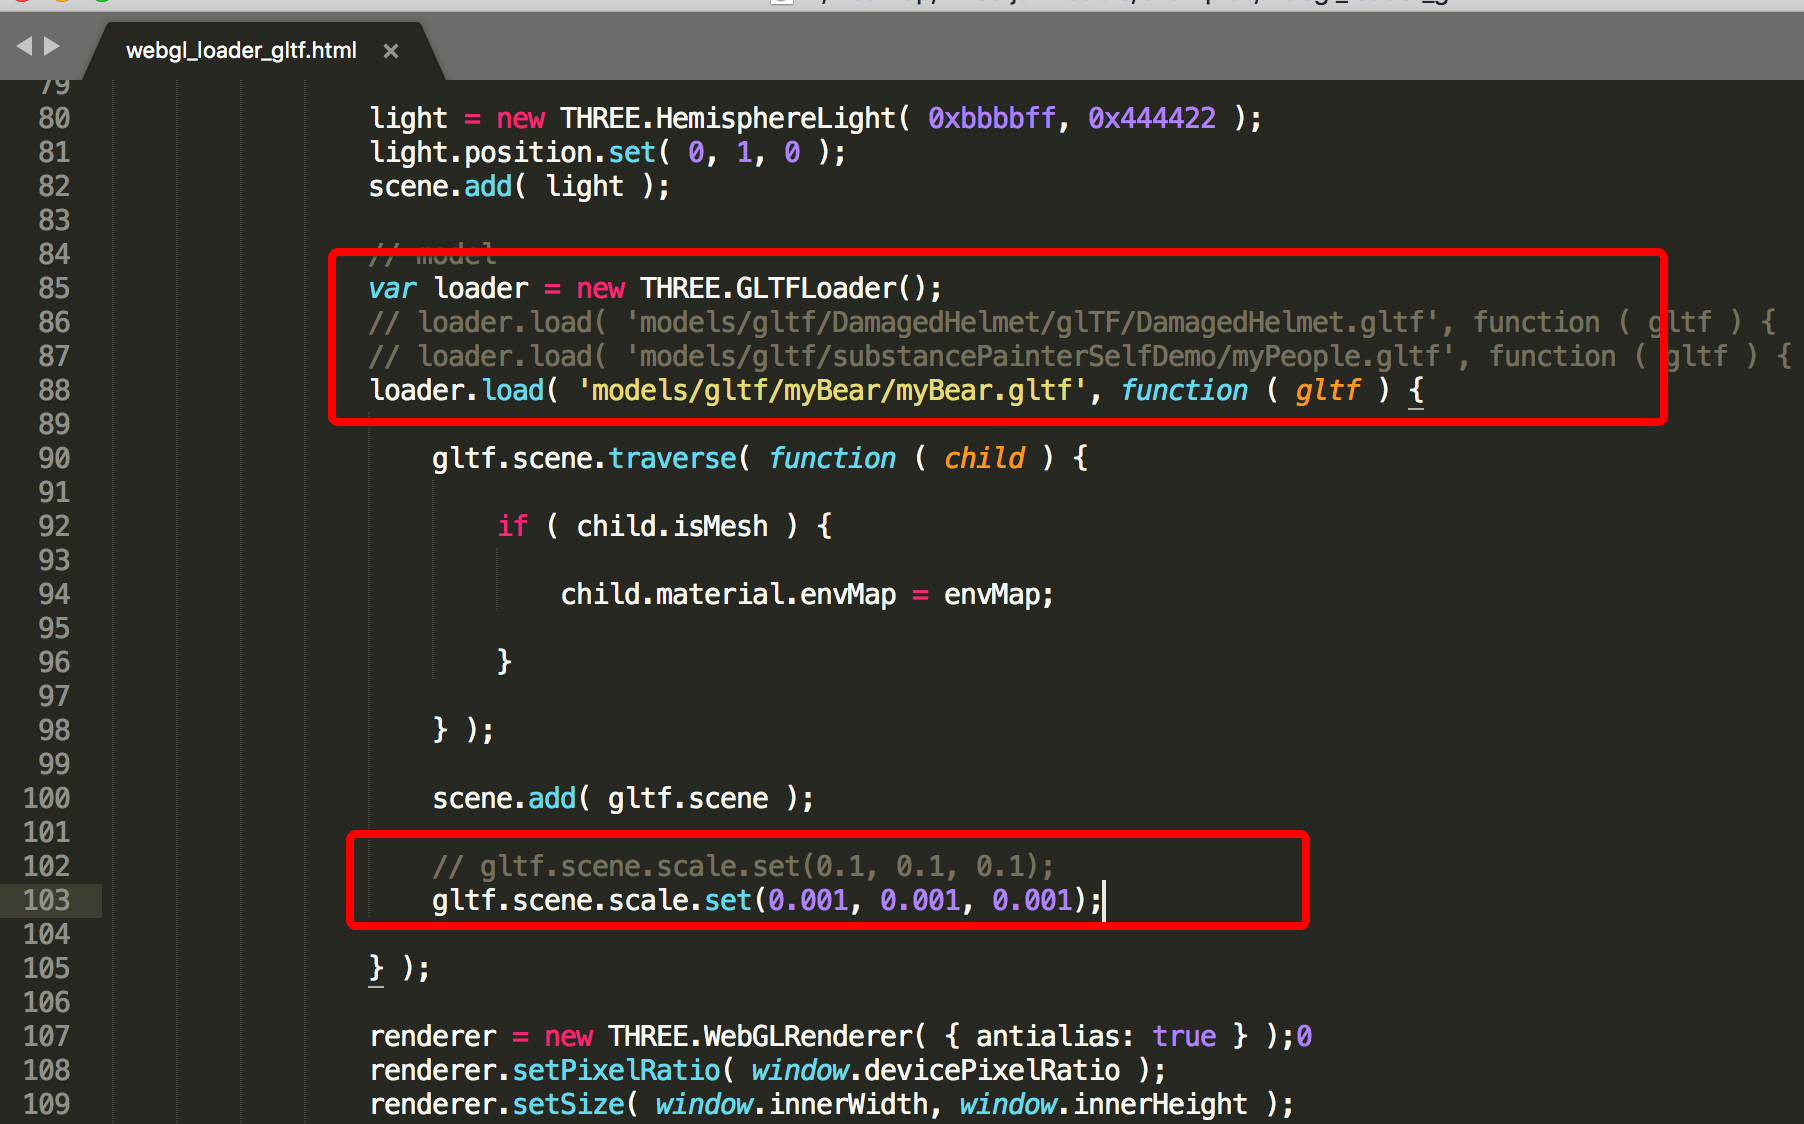 webgl_loader_gltf.html ×
79
80 light = new THREE.HemisphereLight( 0xbbbbff, 0x444422 );
81 light.position.set( 0, 1, 0 );
82 scene.add( light );
83
84 // model
85 var loader = new THREE.GLTFLoader();
86 // loader.load( 'models/gltf/DamagedHelmet/glTF/DamagedHelmet.gltf', function ( gltf ) {
87 // loader.load( 'models/gltf/substancePainterSelfDemo/myPeople.gltf', function ( gltf ) {
88 loader.load( 'models/gltf/myBear/myBear.gltf', function ( gltf ) {
89
90 gltf.scene.traverse( function ( child ) {
91
92 if ( child.isMesh ) {
93
94 child.material.envMap = envMap;
95
96 }
97
98 } );
99
100 scene.add( gltf.scene );
101
102 // gltf.scene.scale.set(0.1, 0.1, 0.1);
103 gltf.scene.scale.set(0.001, 0.001, 0.001);
104
105 } );
106
107 renderer = new THREE.WebGLRenderer( { antialias: true } );0
108 renderer.setPixelRatio( window.devicePixelRatio );
109 renderer.setSize( window.innerWidth, window.innerHeight );